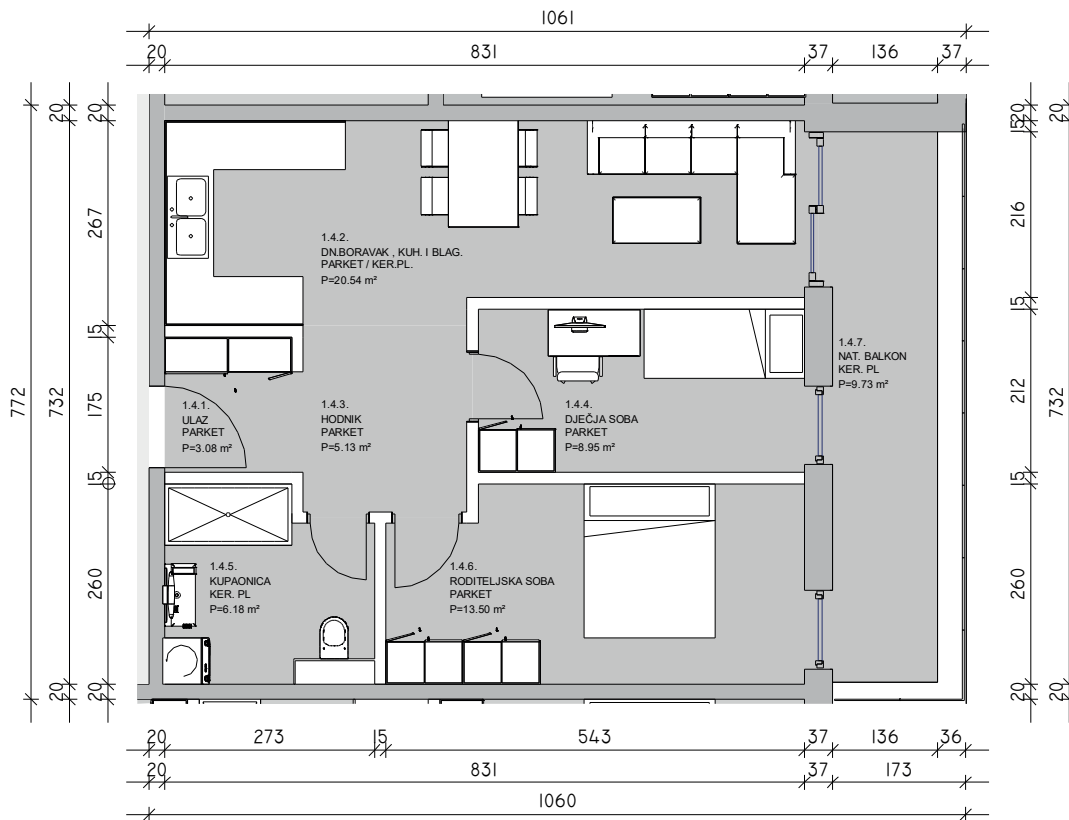 1061
20 831 37 136 37
1.4.2.
DN.BORAVAK , KUH. I BLAG.
PARKET / KER.PL.
P=20.54 m²
1.4.7.
NAT. BALKON
KER. PL
P=9.73 m²
1.4.1.
ULAZ
PARKET
P=3.08 m²
1.4.3.
HODNIK
PARKET
P=5.13 m²
1.4.4.
DJEČJA SOBA
PARKET
P=8.95 m²
1.4.5.
KUPAONICA
KER. PL
P=6.18 m²
1.4.6.
RODITELJSKA SOBA
PARKET
P=13.50 m²
772
20 732 20
20 267 15 175 15 260 20
20 15 216 15 212 15 260 20
20 732 20
20 273 15 543 37 136 36
20 831 37 173
1060